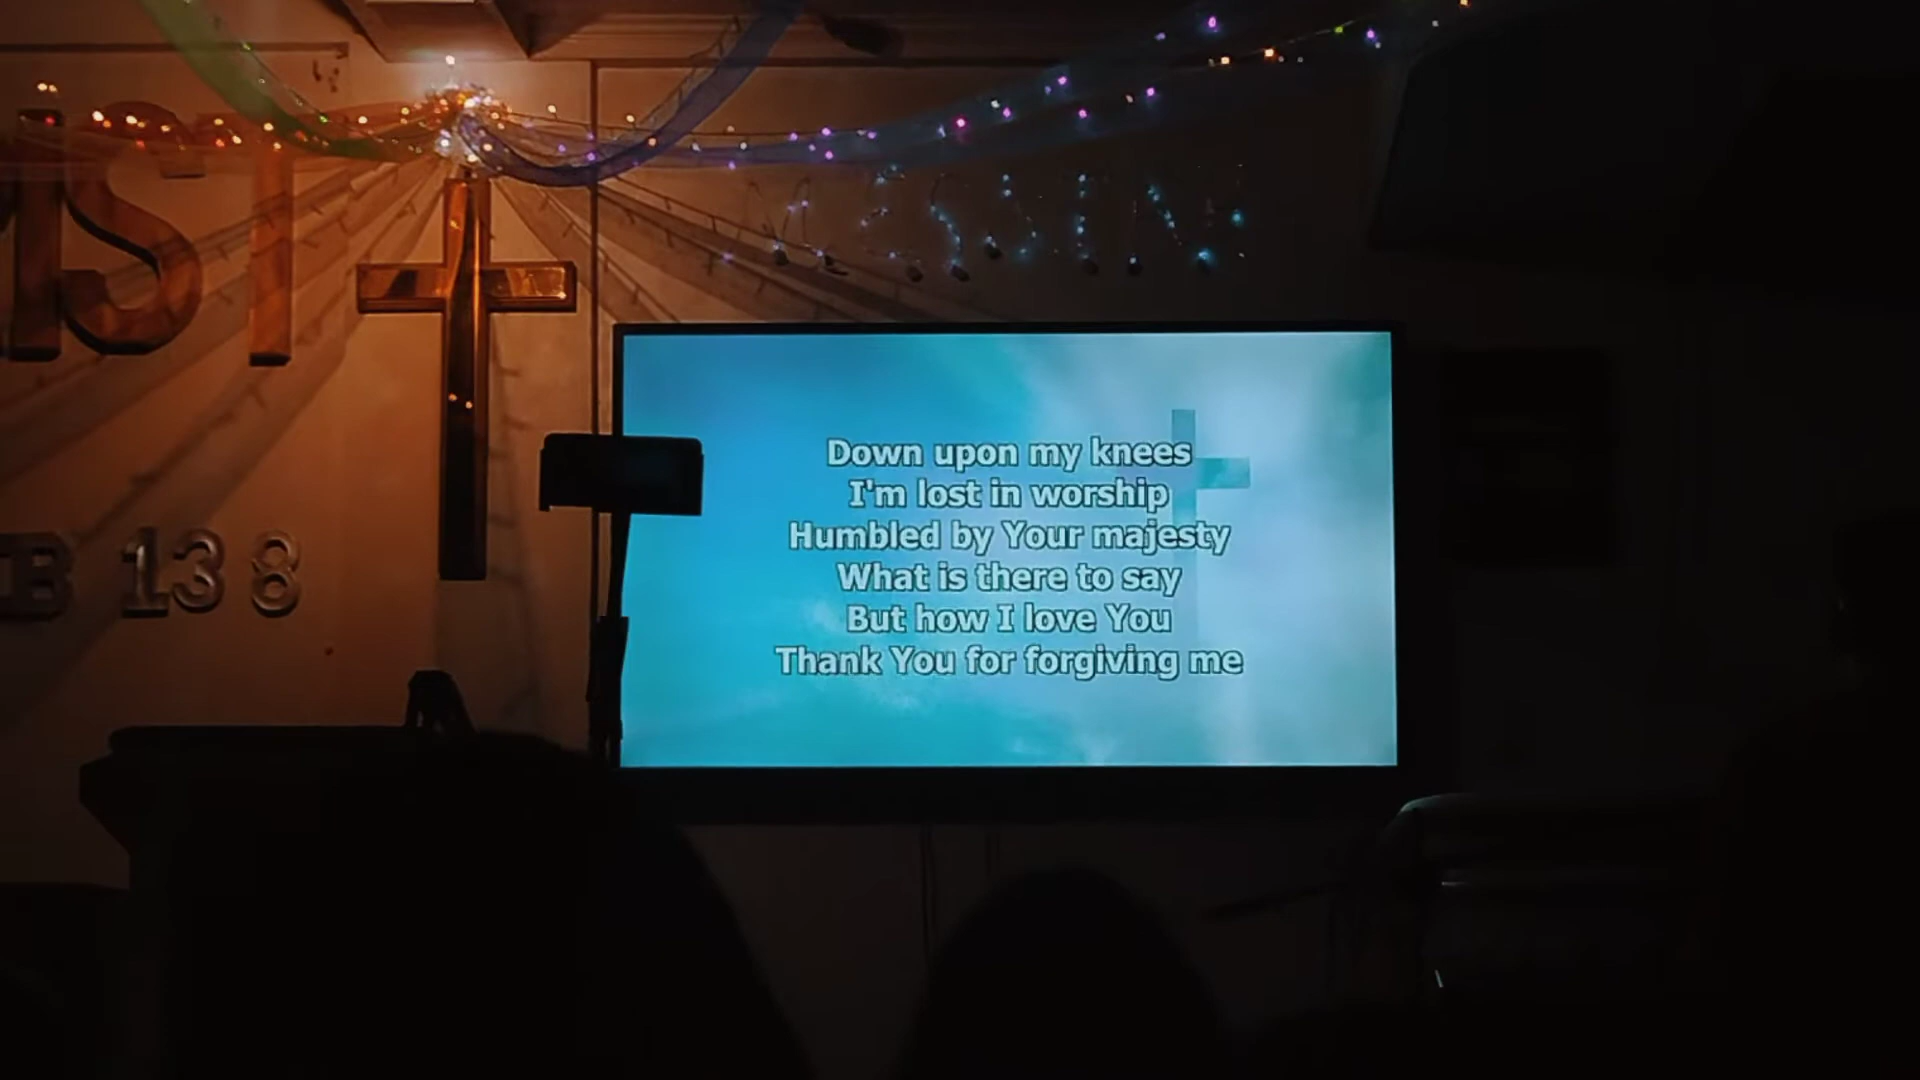 IST
B 138
Down upon my knees
I'm lost in worship
Humbled by Your majesty
What is there to say
But how I love You
Thank You for forgiving me